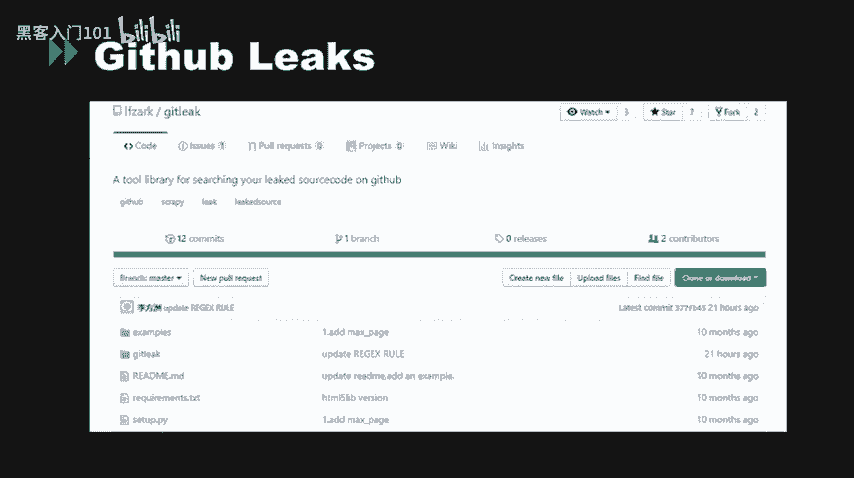 黑客入门101 bilibili
Github Leaks
lfzark / gitleak
Watch 3 Star 7 Fork 2
Code Issues 1 Pull requests 0 Projects 0 Wiki Insights
A tool library for searching your leaked sourcecode on github
github scrapy leak leakedsource
12 commits 1 branch 0 releases 2 contributors
Branch: master New pull request Create new file Upload files Find file Clone or download
update REGEX RULE Latest commit 21 hours ago
examples 1.add max_page 10 months ago
gitleak update REGEX RULE 21 hours ago
README.md update readme,add an example. 10 months ago
requirements.txt html5lib version 10 months ago
setup.py 1.add max_page 10 months ago